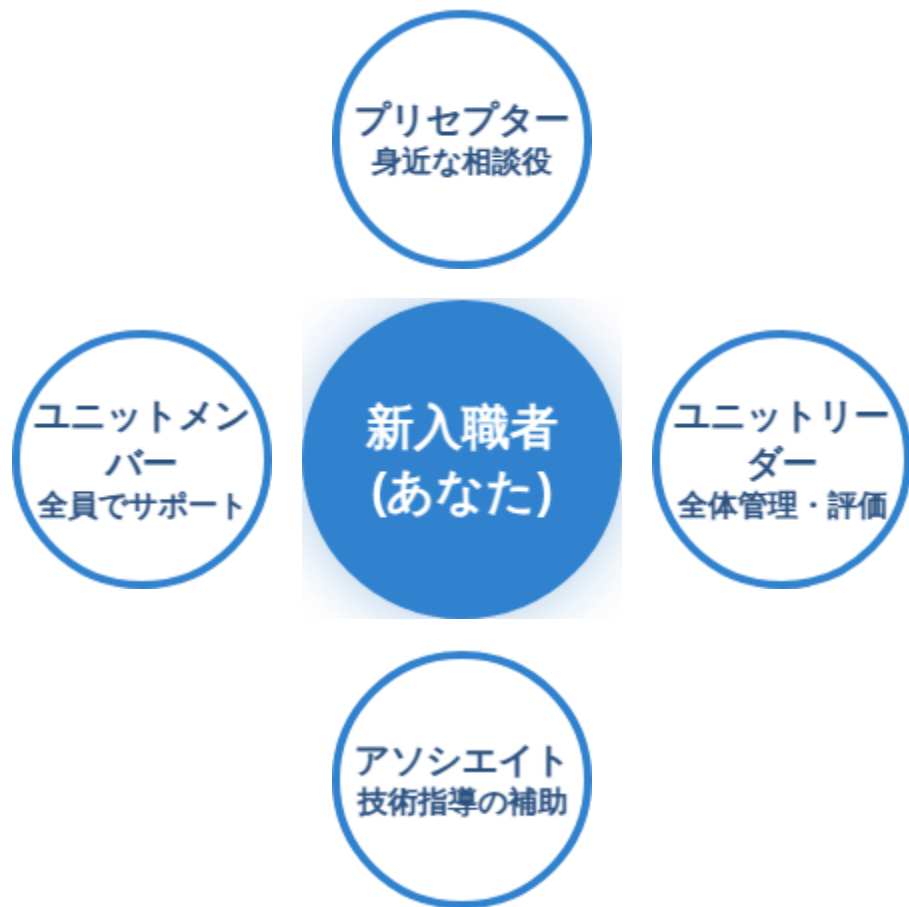 プリセプター
身近な相談役
ユニットメン
バー
全員でサポート
新入職者
(あなた)
ユニットリー
ダー
全体管理・評価
アソシエイト
技術指導の補助